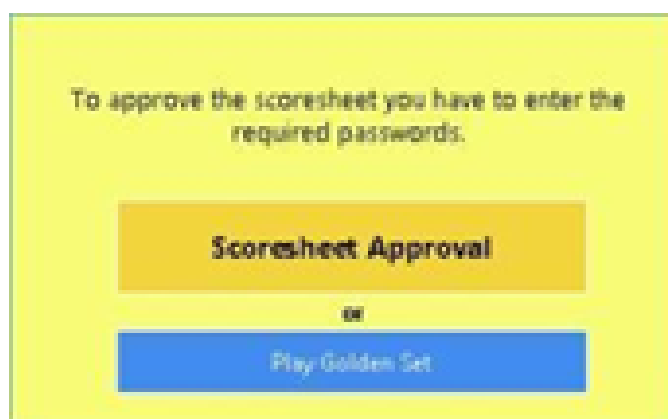 To approve the scoresheet you have to enter the
required passwords.
Scoresheet Approval
or
Play Golden Set